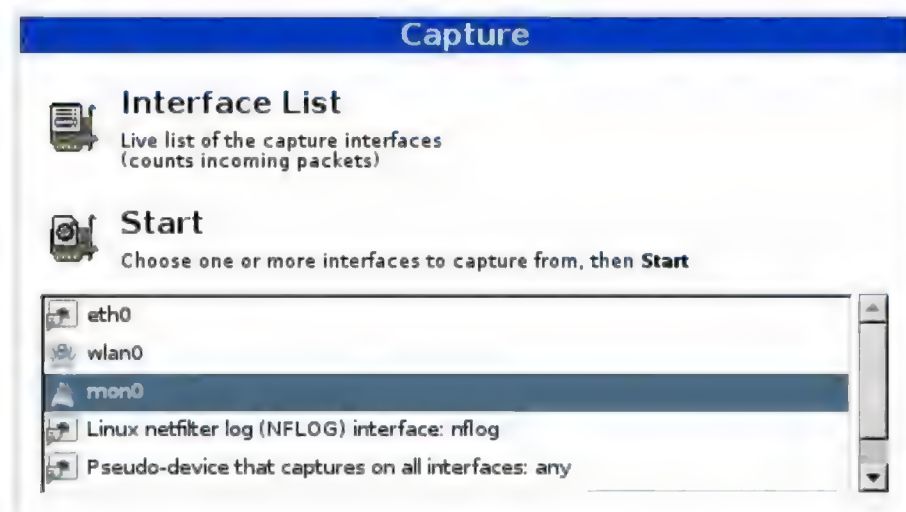 Capture
Interface List
Live list of the capture interfaces
(counts incoming packets)
Start
Choose one or more interfaces to capture from, then Start
eth0
wlan0
mon0
Linux netfilter log (NFLOG) interface: nflog
Pseudo-device that captures on all interfaces: any